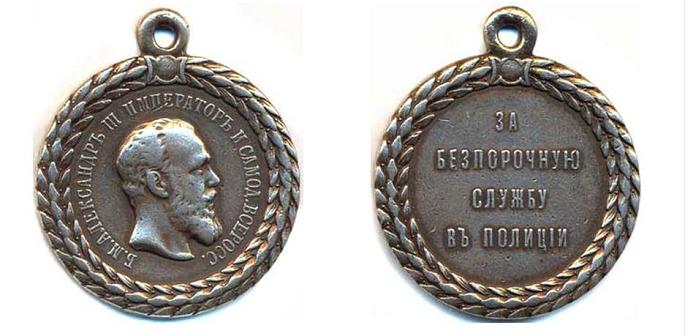 Б.М.АЛЕКСАНДРЪ III ИМПЕРАТОРЪ И САМОД.ВСЕРОСС.
ЗА
БЕЗПОРОЧНУЮ
СЛУЖБУ
ВЪ ПОЛИЦІИ